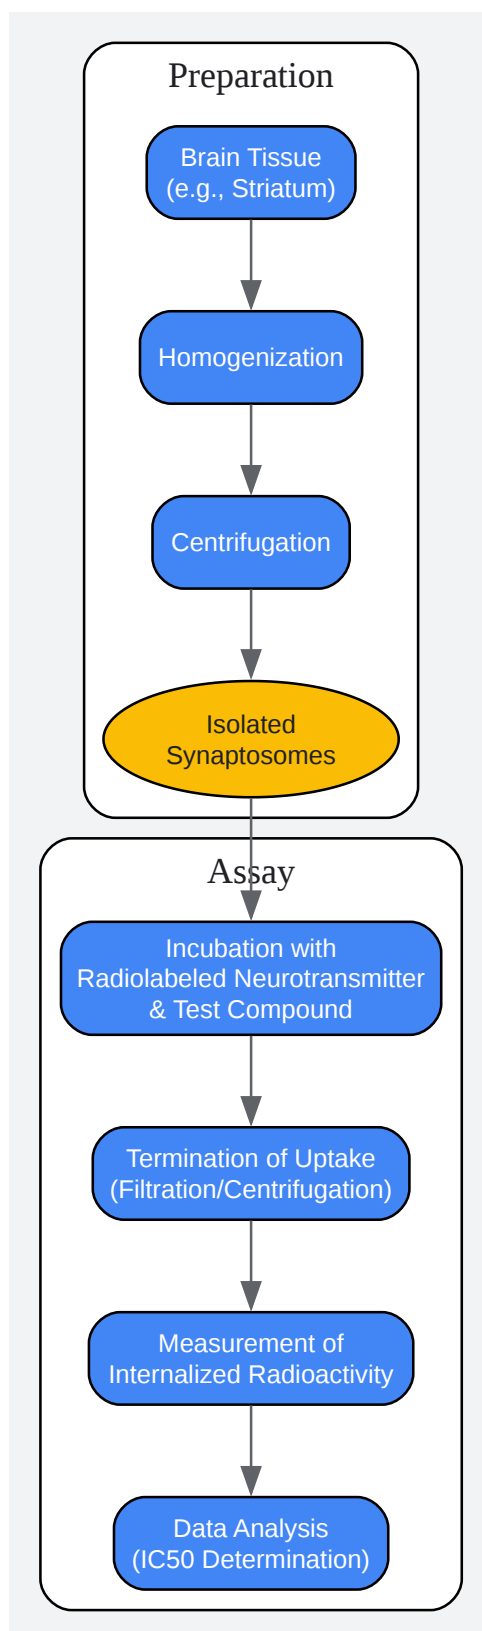 Preparation
Brain Tissue
(e.g., Striatum)
Homogenization
Centrifugation
Isolated
Synaptosomes
Assay
Incubation with
Radiolabeled Neurotransmitter
& Test Compound
Termination of Uptake
(Filtration/Centrifugation)
Measurement of
Internalized Radioactivity
Data Analysis
(IC50 Determination)